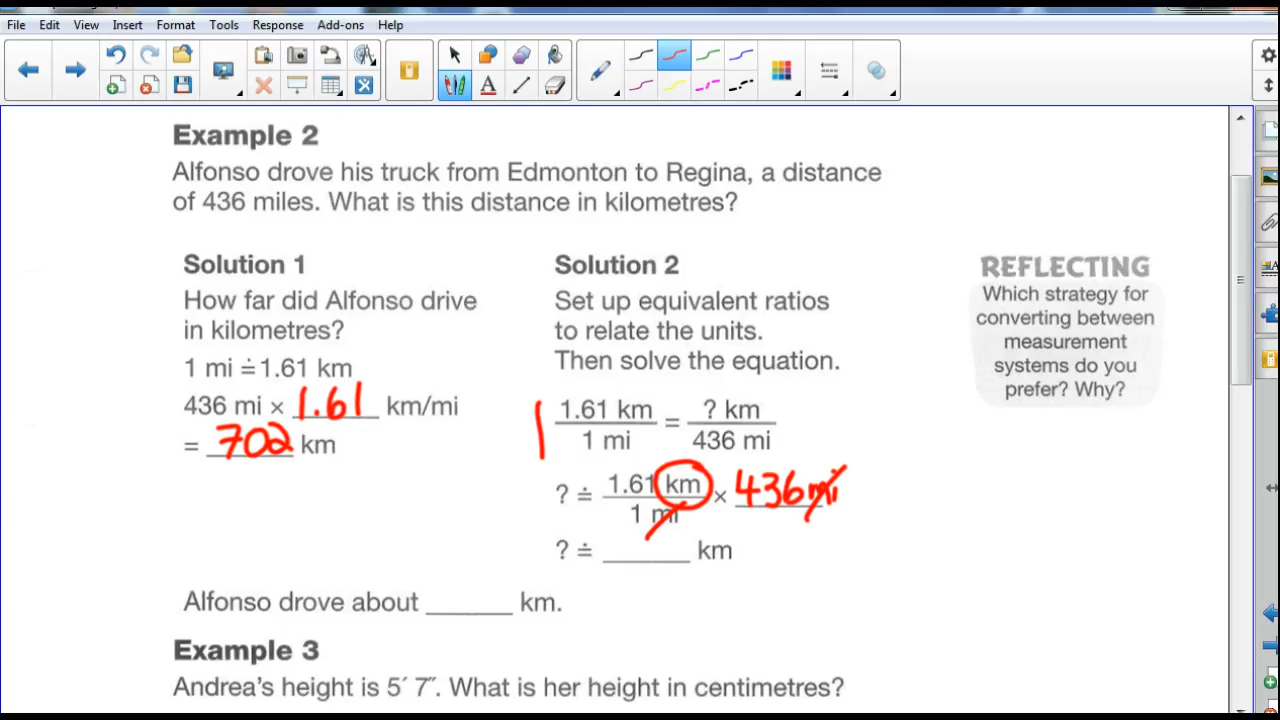 File Edit View Insert Format Tools Response Add-ons Help
Example 2
Alfonso drove his truck from Edmonton to Regina, a distance
of 436 miles. What is this distance in kilometres?
Solution 1
How far did Alfonso drive
in kilometres?
1 mi ≐ 1.61 km
436 mi × 1.61 km/mi
= 702 km
Solution 2
Set up equivalent ratios
to relate the units.
Then solve the equation.
1.61 km / 1 mi = ? km / 436 mi
? ≐ 1.61 km / 1 mi × 436 mi
? ≐ ______ km
REFLECTING
Which strategy for
converting between
measurement
systems do you
prefer? Why?
Alfonso drove about ______ km.
Example 3
Andrea's height is 5′ 7″. What is her height in centimetres?